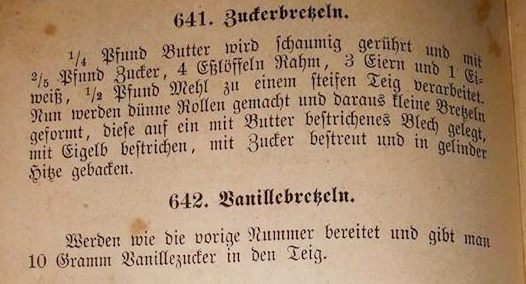 641. Zuckerbretzeln.
1/4 Pfund Butter wird schaumig gerührt und mit
2/5 Pfund Zucker, 4 Eßlöffeln Rahm, 3 Eiern und 1 Ei-
weiß, 1/2 Pfund Mehl zu einem steifen Teig verarbeitet.
Nun werden dünne Rollen gemacht und daraus kleine Bretzeln
geformt, diese auf ein mit Butter bestrichenes Blech gelegt,
mit Eigelb bestrichen, mit Zucker bestreut und in gelinder
Hitze gebacken.
642. Vanillebretzeln.
Werden wie die vorige Nummer bereitet und gibt man
10 Gramm Vanillezucker in den Teig.